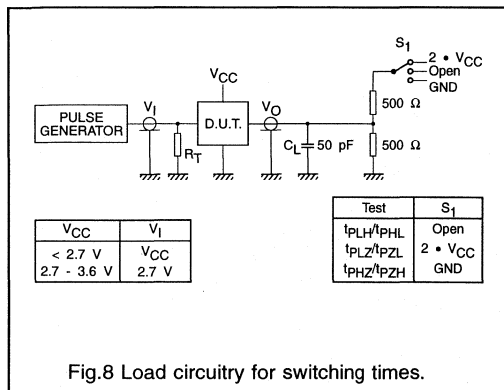 S1
2 • VCC
Open
GND
VCC
PULSE
GENERATOR
VI
D.U.T.
VO
RT
CL
50 pF
500 Ω
500 Ω
VCC VI
< 2.7 V VCC
2.7 - 3.6 V 2.7 V
Test S1
tPLH/tPHL Open
tPLZ/tPZL 2 • VCC
tPHZ/tPZH GND
Fig.8 Load circuitry for switching times.